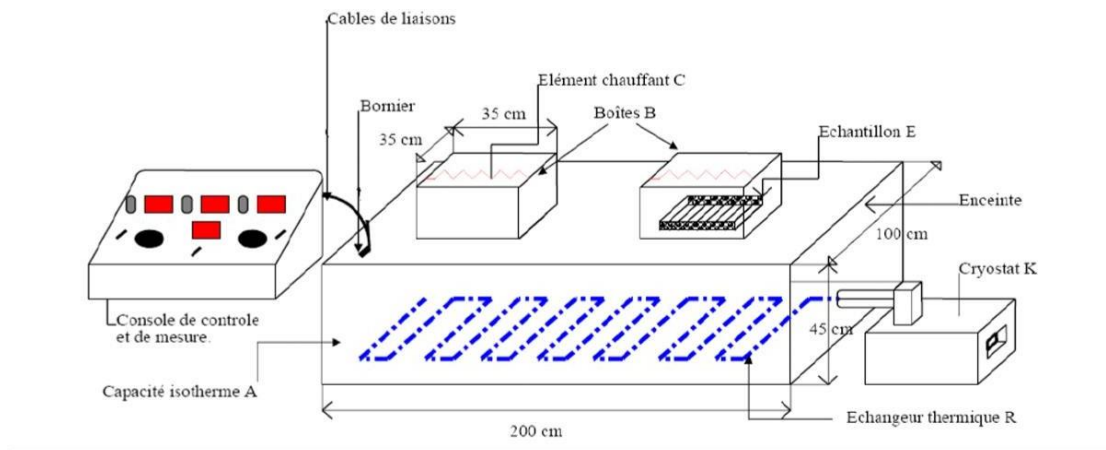 Cables de liaisons
Elément chauffant C
Bornier
35 cm
Boîtes B
35 cm
Echantillon E
Enceinte
100 cm
Cryostat K
Console de controle
et de mesure.
45 cm
Capacité isotherme A
Echangeur thermique R
200 cm